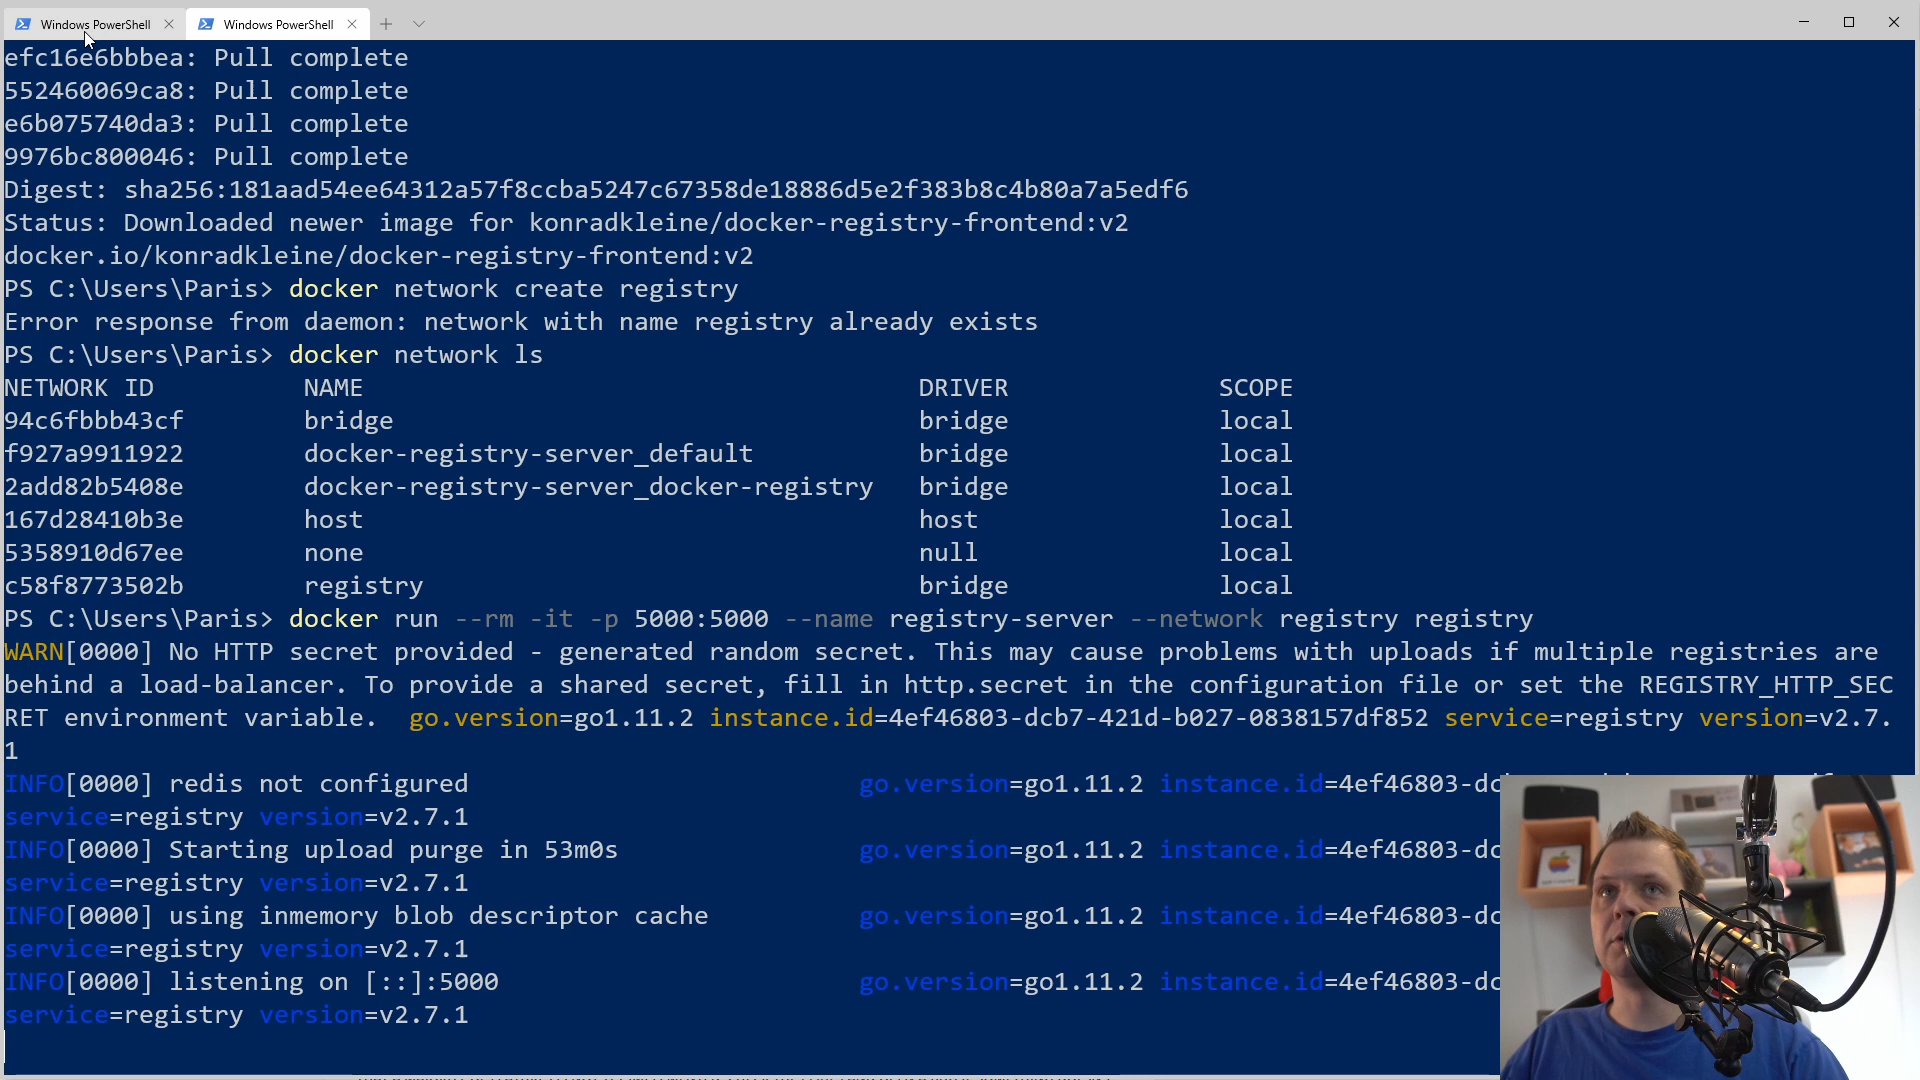 Windows PowerShell
Windows PowerShell
efc16e6bbbea: Pull complete
552460069ca8: Pull complete
e6b075740da3: Pull complete
9976bc800046: Pull complete
Digest: sha256:181aad54ee64312a57f8ccba5247c67358de18886d5e2f383b8c4b80a7a5edf6
Status: Downloaded newer image for konradkleine/docker-registry-frontend:v2
docker.io/konradkleine/docker-registry-frontend:v2
PS C:\Users\Paris> docker network create registry
Error response from daemon: network with name registry already exists
PS C:\Users\Paris> docker network ls
NETWORK ID NAME DRIVER SCOPE
94c6fbbb43cf bridge bridge local
f927a9911922 docker-registry-server_default bridge local
2add82b5408e docker-registry-server_docker-registry bridge local
167d28410b3e host host local
5358910d67ee none null local
c58f8773502b registry bridge local
PS C:\Users\Paris> docker run --rm -it -p 5000:5000 --name registry-server --network registry registry
WARN[0000] No HTTP secret provided - generated random secret. This may cause problems with uploads if multiple registries are
behind a load-balancer. To provide a shared secret, fill in http.secret in the configuration file or set the REGISTRY_HTTP_SEC
RET environment variable. go.version=go1.11.2 instance.id=4ef46803-dcb7-421d-b027-0838157df852 service=registry version=v2.7.
1
INFO[0000] redis not configured go.version=go1.11.2 instance.id=4ef46803-dc
service=registry version=v2.7.1
INFO[0000] Starting upload purge in 53m0s go.version=go1.11.2 instance.id=4ef46803-dc
service=registry version=v2.7.1
INFO[0000] using inmemory blob descriptor cache go.version=go1.11.2 instance.id=4ef46803-dc
service=registry version=v2.7.1
INFO[0000] listening on [::]:5000 go.version=go1.11.2 instance.id=4ef46803-dc
service=registry version=v2.7.1